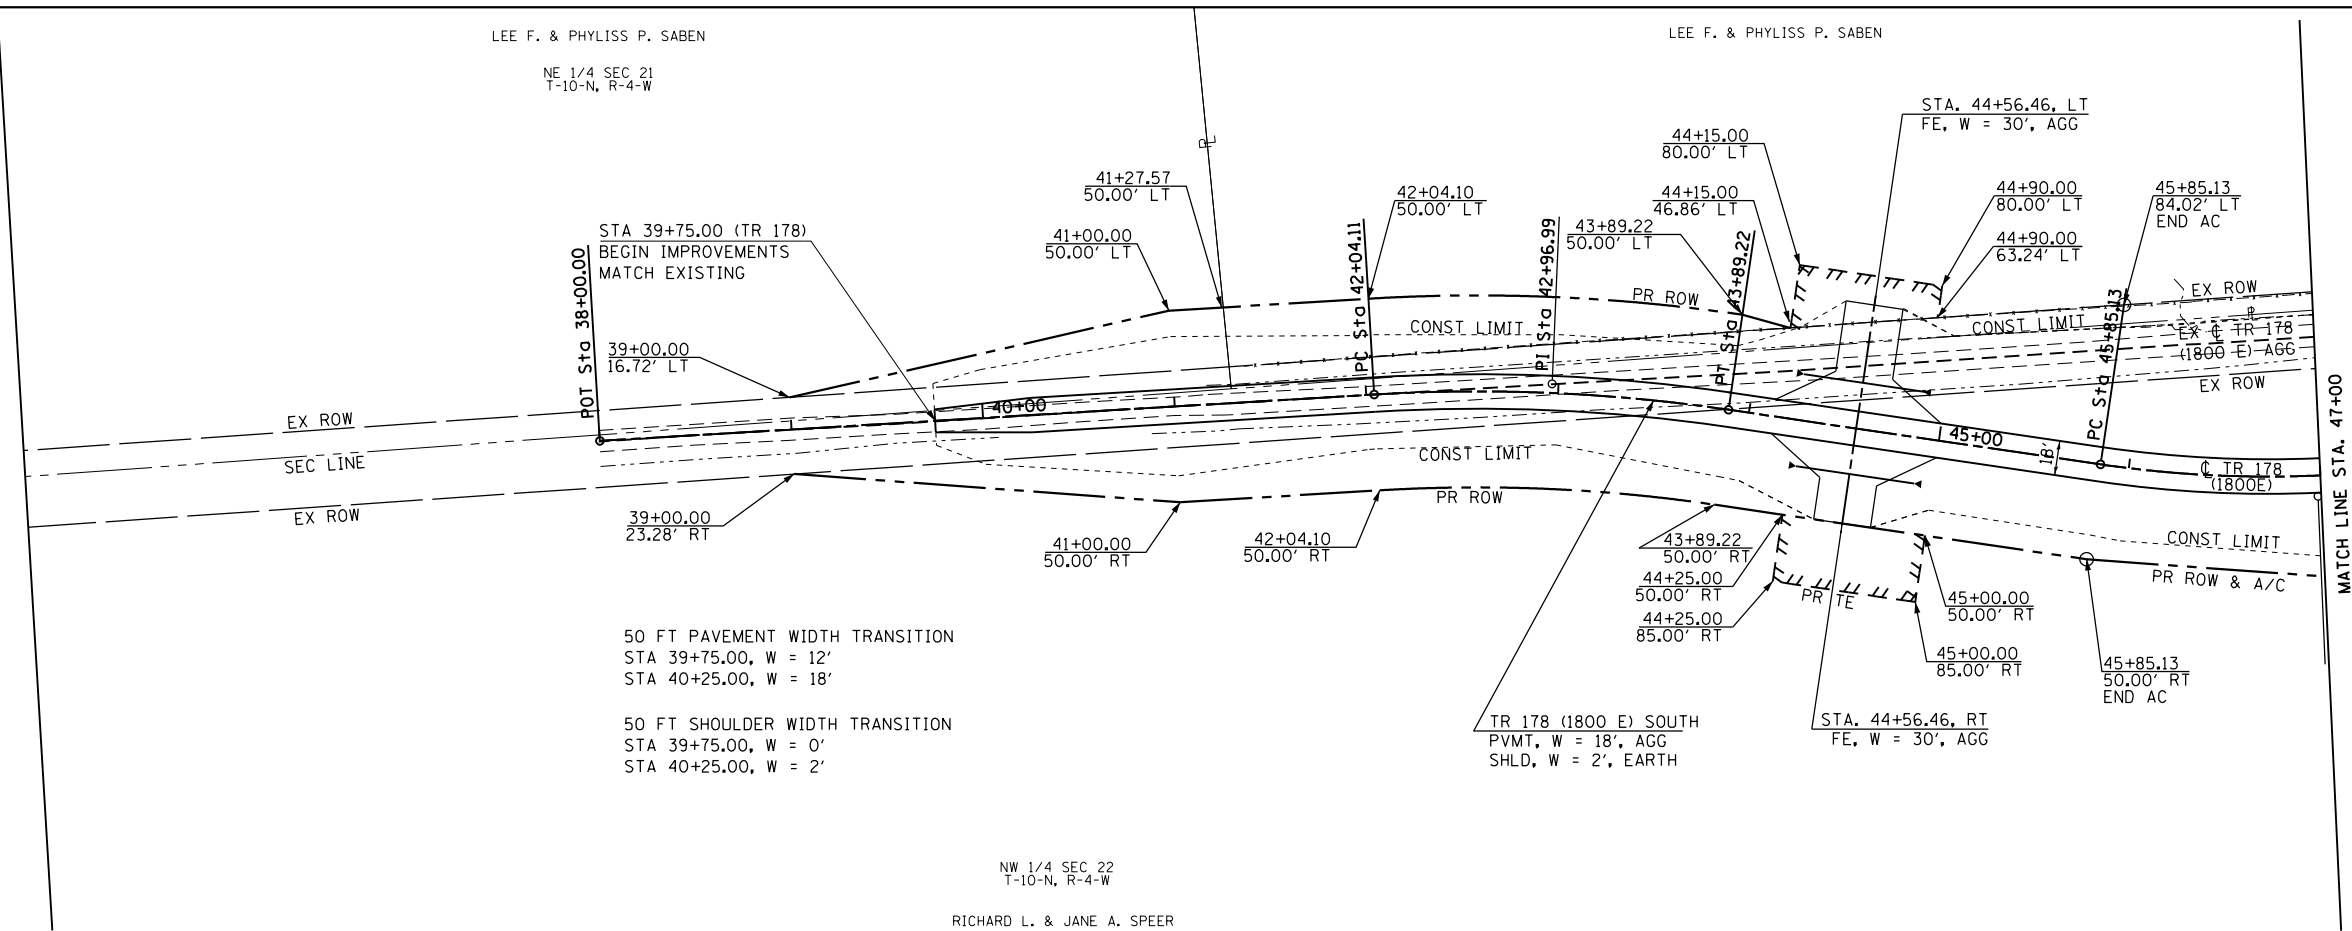 LEE F. & PHYLISS P. SABEN
NE 1/4 SEC 21
T-10-N, R-4-W
LEE F. & PHYLISS P. SABEN
PL
STA. 44+56.46, LT
FE, W = 30', AGG
44+15.00
80.00' LT
44+15.00
46.86' LT
43+89.22
50.00' LT
44+90.00
80.00' LT
44+90.00
63.24' LT
45+85.13
84.02' LT
END AC
41+27.57
50.00' LT
42+04.10
50.00' LT
41+00.00
50.00' LT
STA 39+75.00 (TR 178)
BEGIN IMPROVEMENTS
MATCH EXISTING
39+00.00
16.72' LT
POT Sta 38+00.00
PC Sta 42+04.11
PI Sta 42+96.99
PT Sta 43+89.22
PC Sta 45+85.13
PR ROW
CONST LIMIT
CONST LIMIT
EX ROW
PL
EX CL TR 178
(1800 E) AGG
EX ROW
EX ROW
SEC LINE
EX ROW
40+00
45+00
18'
CL TR 178
(1800E)
MATCH LINE STA. 47+00
CONST LIMIT
PR ROW
CONST LIMIT
PR ROW & A/C
PR TE
39+00.00
23.28' RT
41+00.00
50.00' RT
42+04.10
50.00' RT
43+89.22
50.00' RT
44+25.00
50.00' RT
44+25.00
85.00' RT
45+00.00
50.00' RT
45+00.00
85.00' RT
45+85.13
50.00' RT
END AC
50 FT PAVEMENT WIDTH TRANSITION
STA 39+75.00, W = 12'
STA 40+25.00, W = 18'
50 FT SHOULDER WIDTH TRANSITION
STA 39+75.00, W = 0'
STA 40+25.00, W = 2'
TR 178 (1800 E) SOUTH
PVMT, W = 18', AGG
SHLD, W = 2', EARTH
STA. 44+56.46, RT
FE, W = 30', AGG
NW 1/4 SEC 22
T-10-N, R-4-W
RICHARD L. & JANE A. SPEER